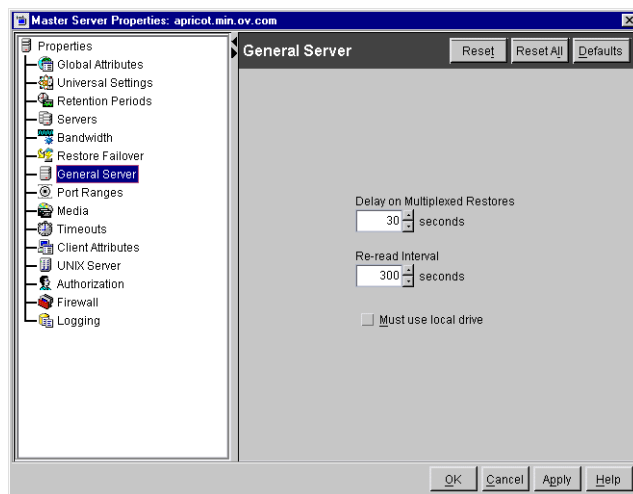 Master Server Properties: apricot.min.ov.com
Properties
Global Attributes
Universal Settings
Retention Periods
Servers
Bandwidth
Restore Failover
General Server
Port Ranges
Media
Timeouts
Client Attributes
UNIX Server
Authorization
Firewall
Logging
General Server
Reset
Reset All
Defaults
Delay on Multiplexed Restores
30 seconds
Re-read Interval
300 seconds
Must use local drive
OK
Cancel
Apply
Help